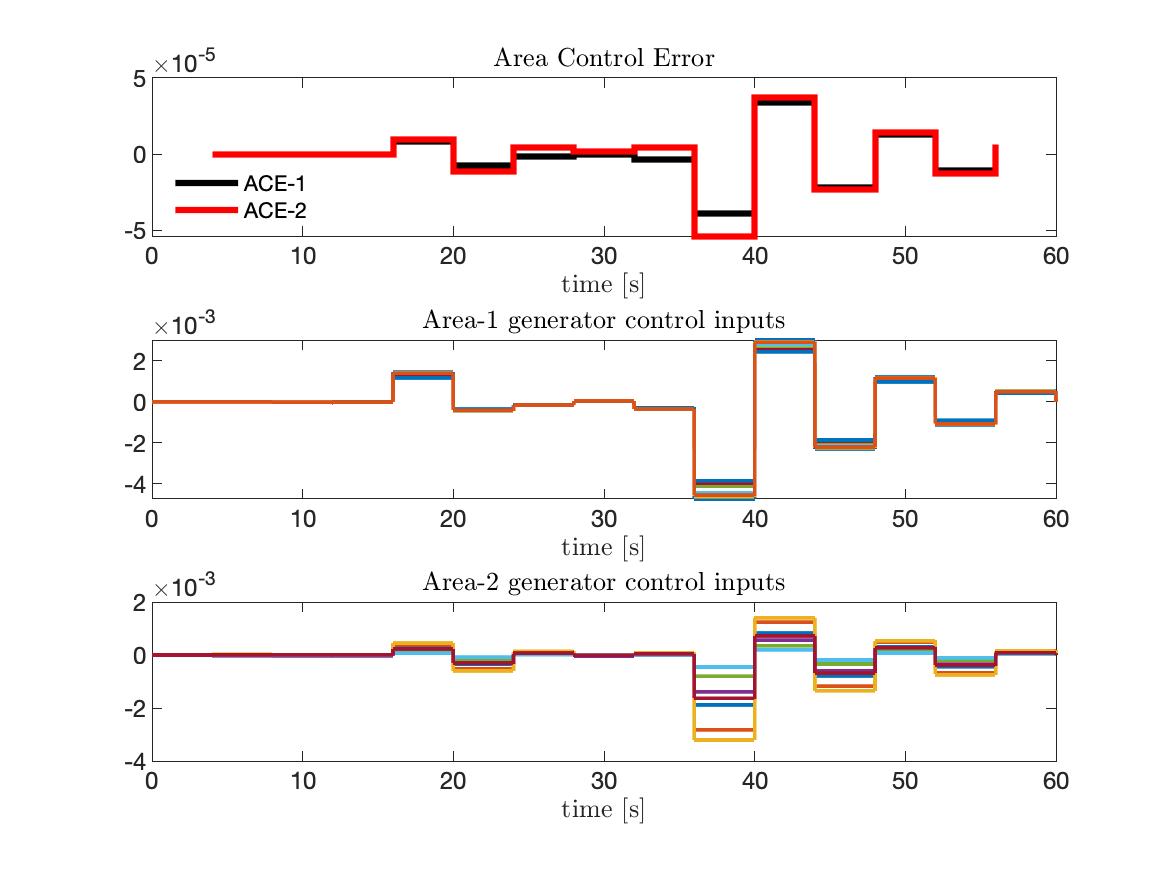 ×10-5
Area Control Error
5
0
-5
ACE-1
ACE-2
0 10 20 30 40 50 60
time [s]
×10-3
Area-1 generator control inputs
2
0
-2
-4
0 10 20 30 40 50 60
time [s]
×10-3
Area-2 generator control inputs
2
0
-2
-4
0 10 20 30 40 50 60
time [s]